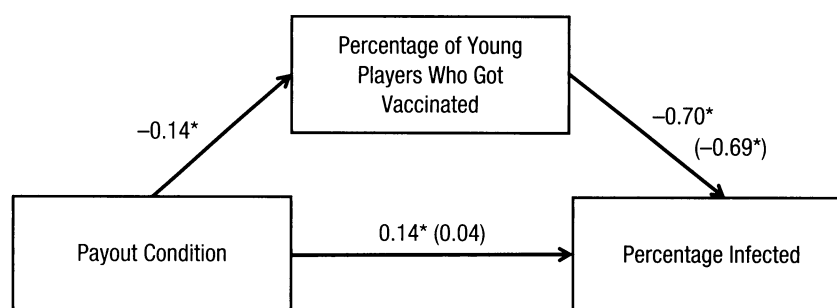 Percentage of Young
Players Who Got
Vaccinated
–0.14*
–0.70*
(–0.69*)
Payout Condition
0.14* (0.04)
Percentage Infected